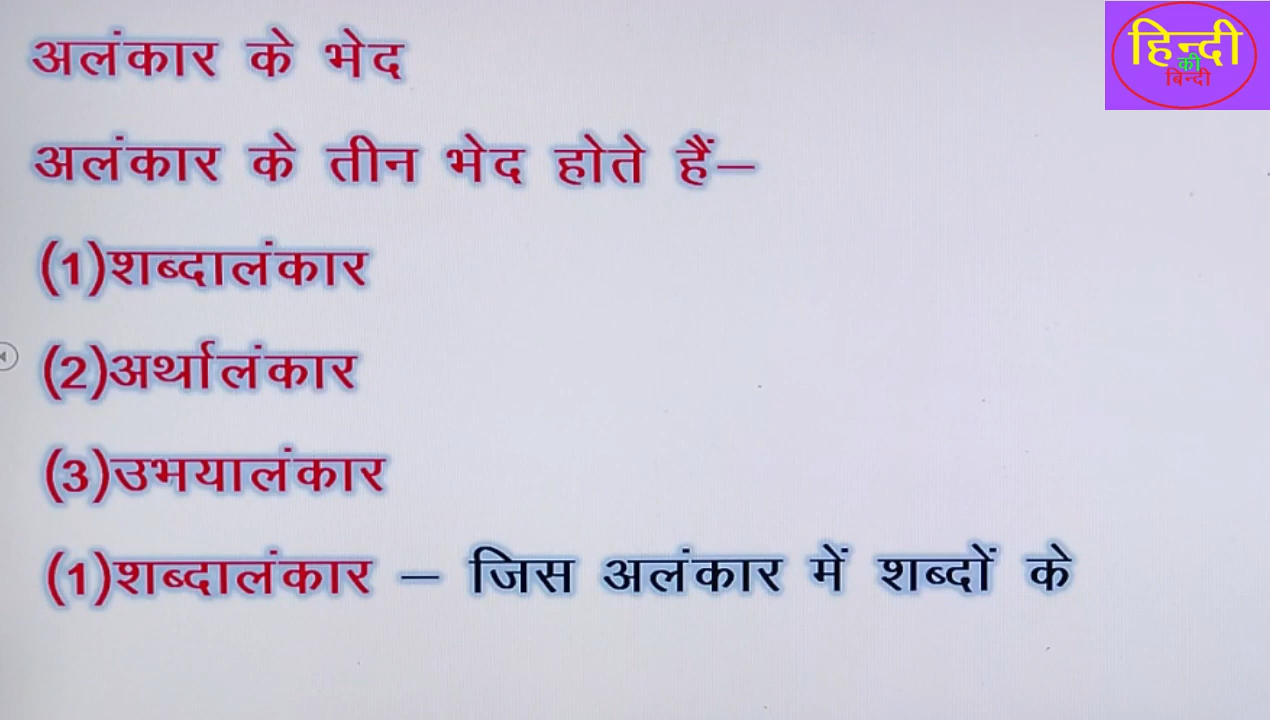 अलंकार के भेद
हिन्दी
की
बिन्दी
अलंकार के तीन भेद होते हैं–
(1)शब्दालंकार
(2)अर्थालंकार
(3)उभयालंकार
(1)शब्दालंकार – जिस अलंकार में शब्दों के